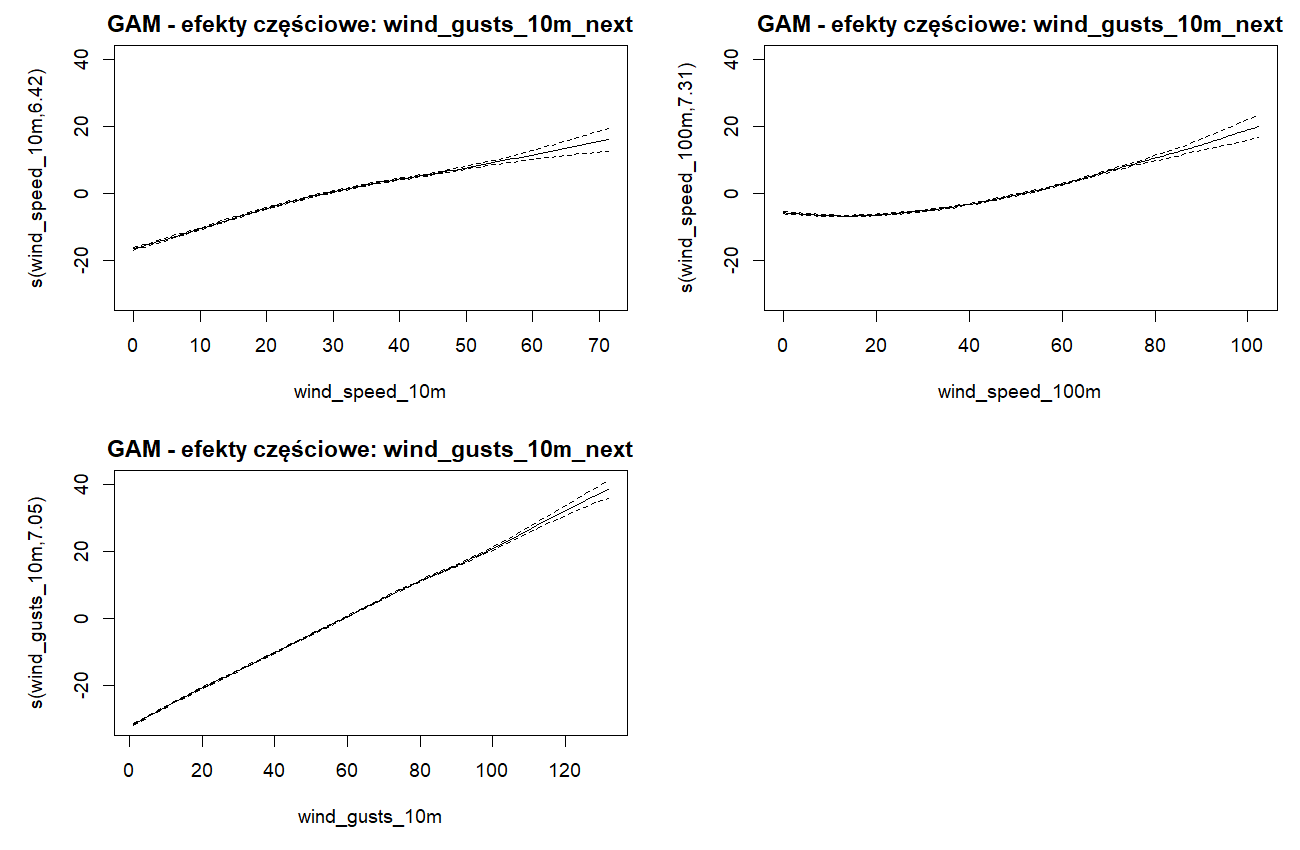 GAM - efekty częściowe: wind_gusts_10m_next
s(wind_speed_10m,6.42)
40
20
0
-20
0 10 20 30 40 50 60 70
wind_speed_10m
GAM - efekty częściowe: wind_gusts_10m_next
s(wind_speed_100m,7.31)
40
20
0
-20
0 20 40 60 80 100
wind_speed_100m
GAM - efekty częściowe: wind_gusts_10m_next
s(wind_gusts_10m,7.05)
40
20
0
-20
0 20 40 60 80 100 120
wind_gusts_10m